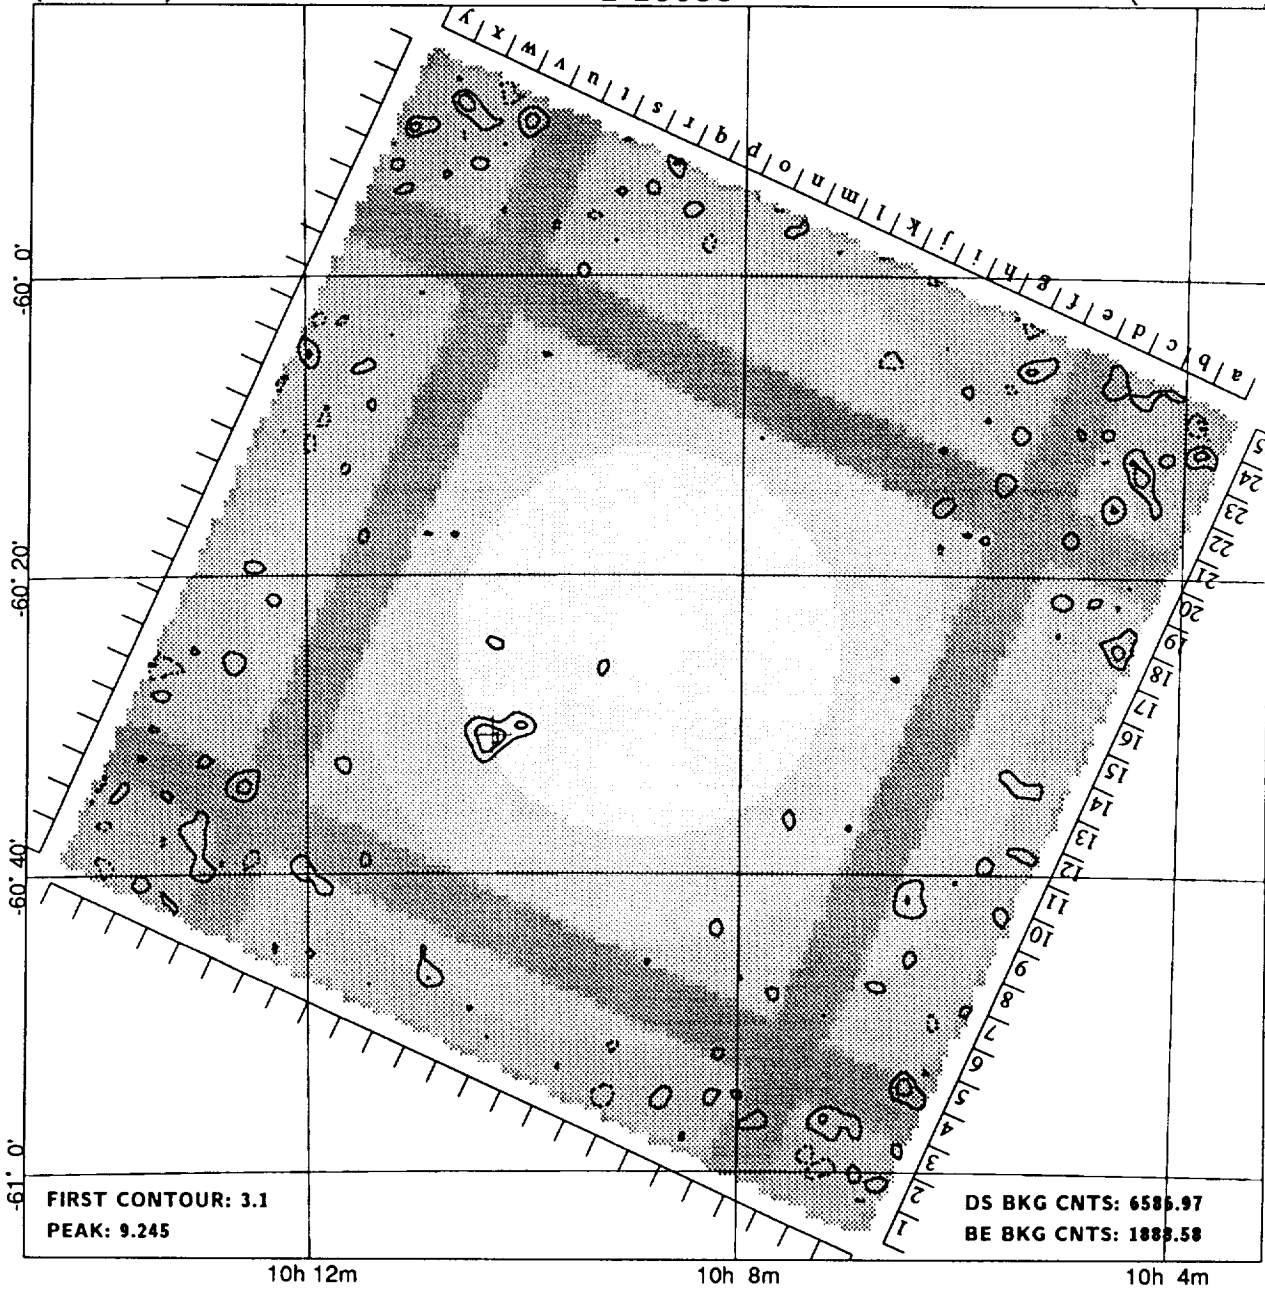 y x w v u t s r q p o n m l k j i h g f e d c b a
-60° 0'
-60° 20'
-60° 40'
-61° 0'
5 24 23 22 21 20 19 18 17 16 15 14 13 12 11 10 9 8 7 6 5 4 3 2 1
FIRST CONTOUR: 3.1
PEAK: 9.245
DS BKG CNTS: 6586.97
BE BKG CNTS: 1888.58
10h 12m
10h 8m
10h 4m